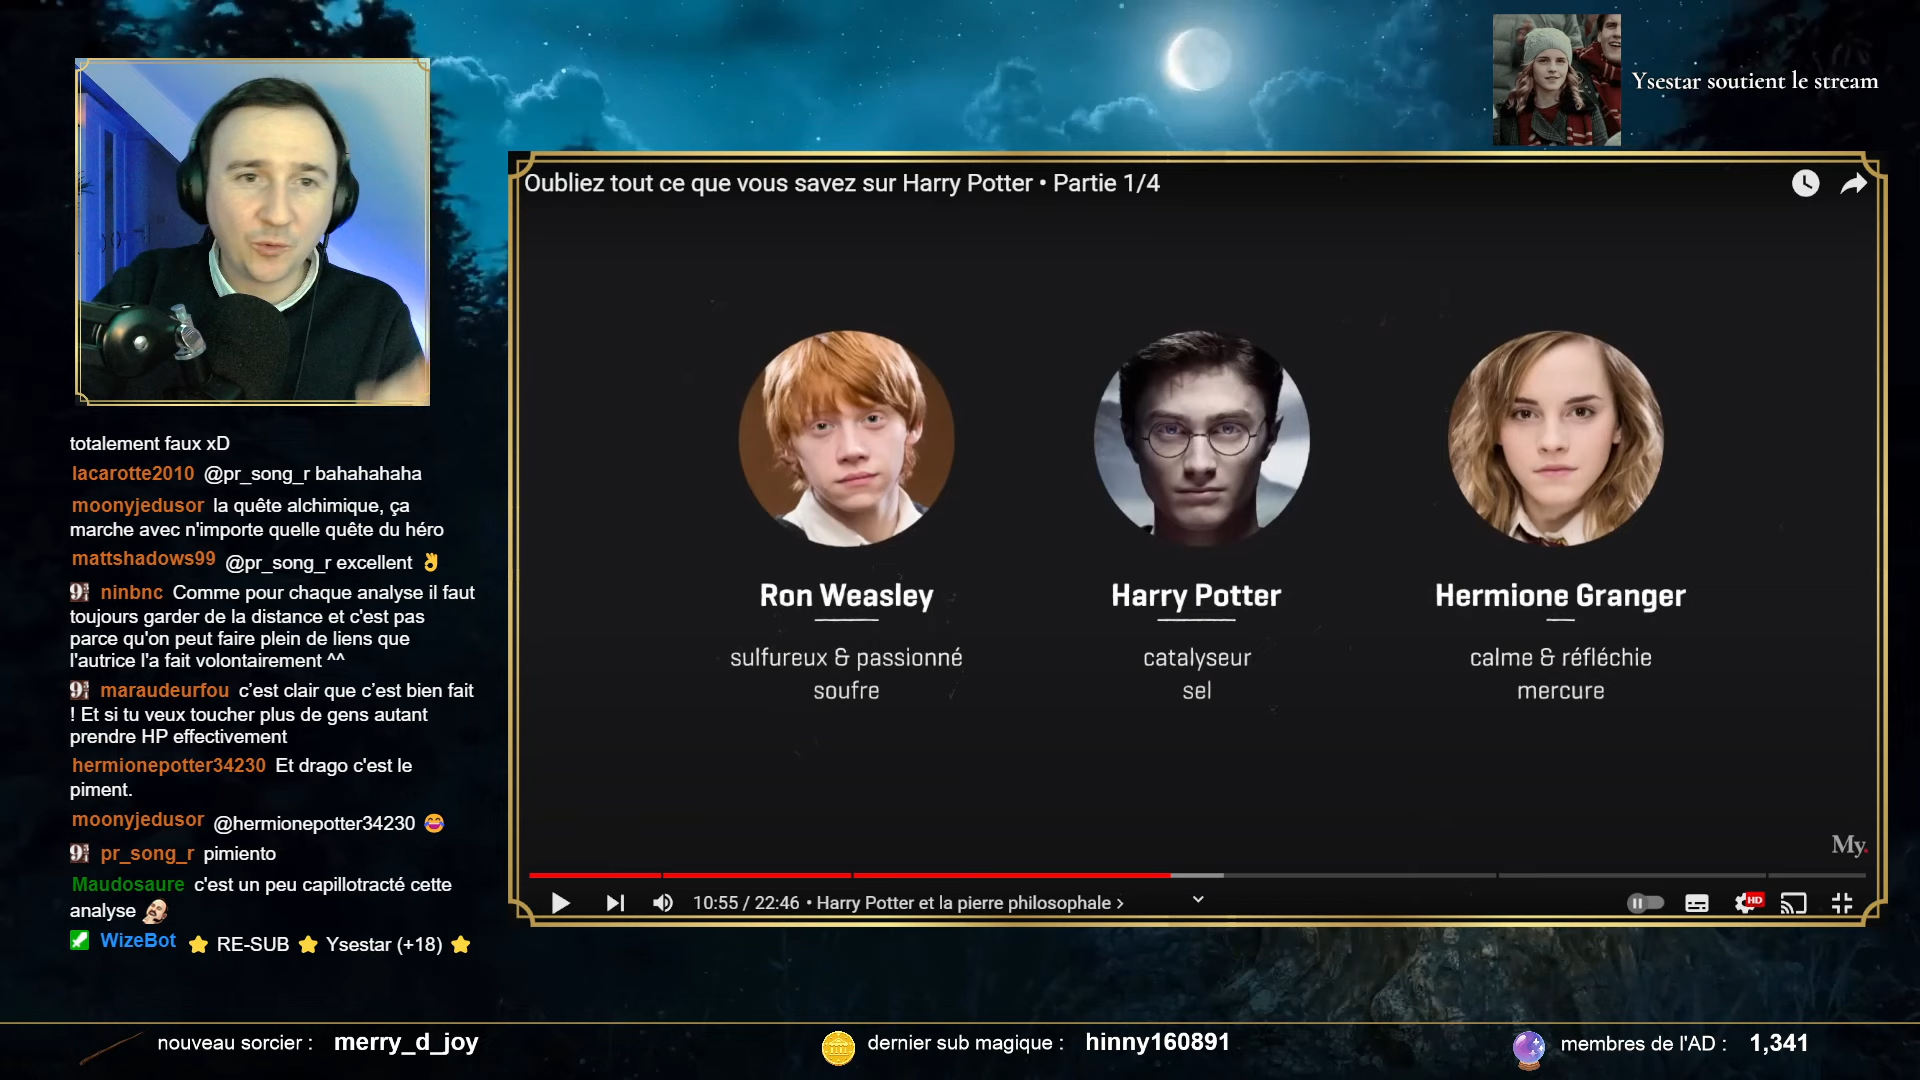 Ysestar soutient le stream
Oubliez tout ce que vous savez sur Harry Potter • Partie 1/4
Ron Weasley
sulfureux & passionné
soufre
Harry Potter
catalyseur
sel
Hermione Granger
calme & réfléchie
mercure
My.
10:55 / 22:46 • Harry Potter et la pierre philosophale ›
HD
totalement faux xD
lacarotte2010 @pr_song_r bahahahaha
moonyjedusor la quête alchimique, ça
marche avec n'importe quelle quête du héro
mattshadows99 @pr_song_r excellent 👌
ninbnc Comme pour chaque analyse il faut
toujours garder de la distance et c'est pas
parce qu'on peut faire plein de liens que
l'autrice l'a fait volontairement ^^
maraudeurfou c’est clair que c’est bien fait
! Et si tu veux toucher plus de gens autant
prendre HP effectivement
hermionepotter34230 Et drago c'est le
piment.
moonyjedusor @hermionepotter34230 😂
pr_song_r pimiento
Maudosaure c'est un peu capillotracté cette
analyse
WizeBot ⭐ RE-SUB ⭐ Ysestar (+18) ⭐
nouveau sorcier : merry_d_joy
dernier sub magique : hinny160891
membres de l'AD : 1,341